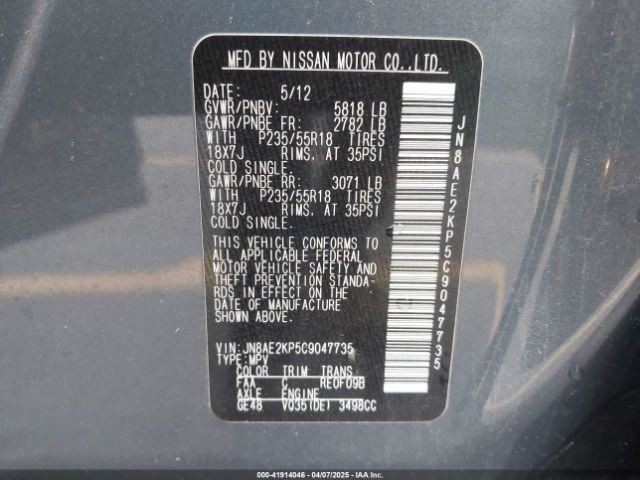 MFD BY NISSAN MOTOR CO.,LTD.
DATE: 5/12
GVWR/PNBV: 5818 LB
GAWR/PNBE FR: 2782 LB
WITH P235/55R18 TIRES
18X7J RIMS. AT 35PSI
COLD SINGLE.
GAWR/PNBE RR: 3071 LB
WITH P235/55R18 TIRES
18X7J RIMS. AT 35PSI
COLD SINGLE.
THIS VEHICLE CONFORMS TO
ALL APPLICABLE FEDERAL
MOTOR VEHICLE SAFETY AND
THEFT PREVENTION STANDA-
RDS IN EFFECT ON THE
DATE OF MANUFACTURE
SHOWN ABOVE.
VIN: JN8AE2KP5C9047735
TYPE: MPV
COLOR TRIM TRANS
FAA C RE0F09B
AXLE ENGINE
GE48 VQ35(DE) 3498CC
JN8AE2KP5C9047735
000-41914046 - 04/07/2025 - IAA Inc.